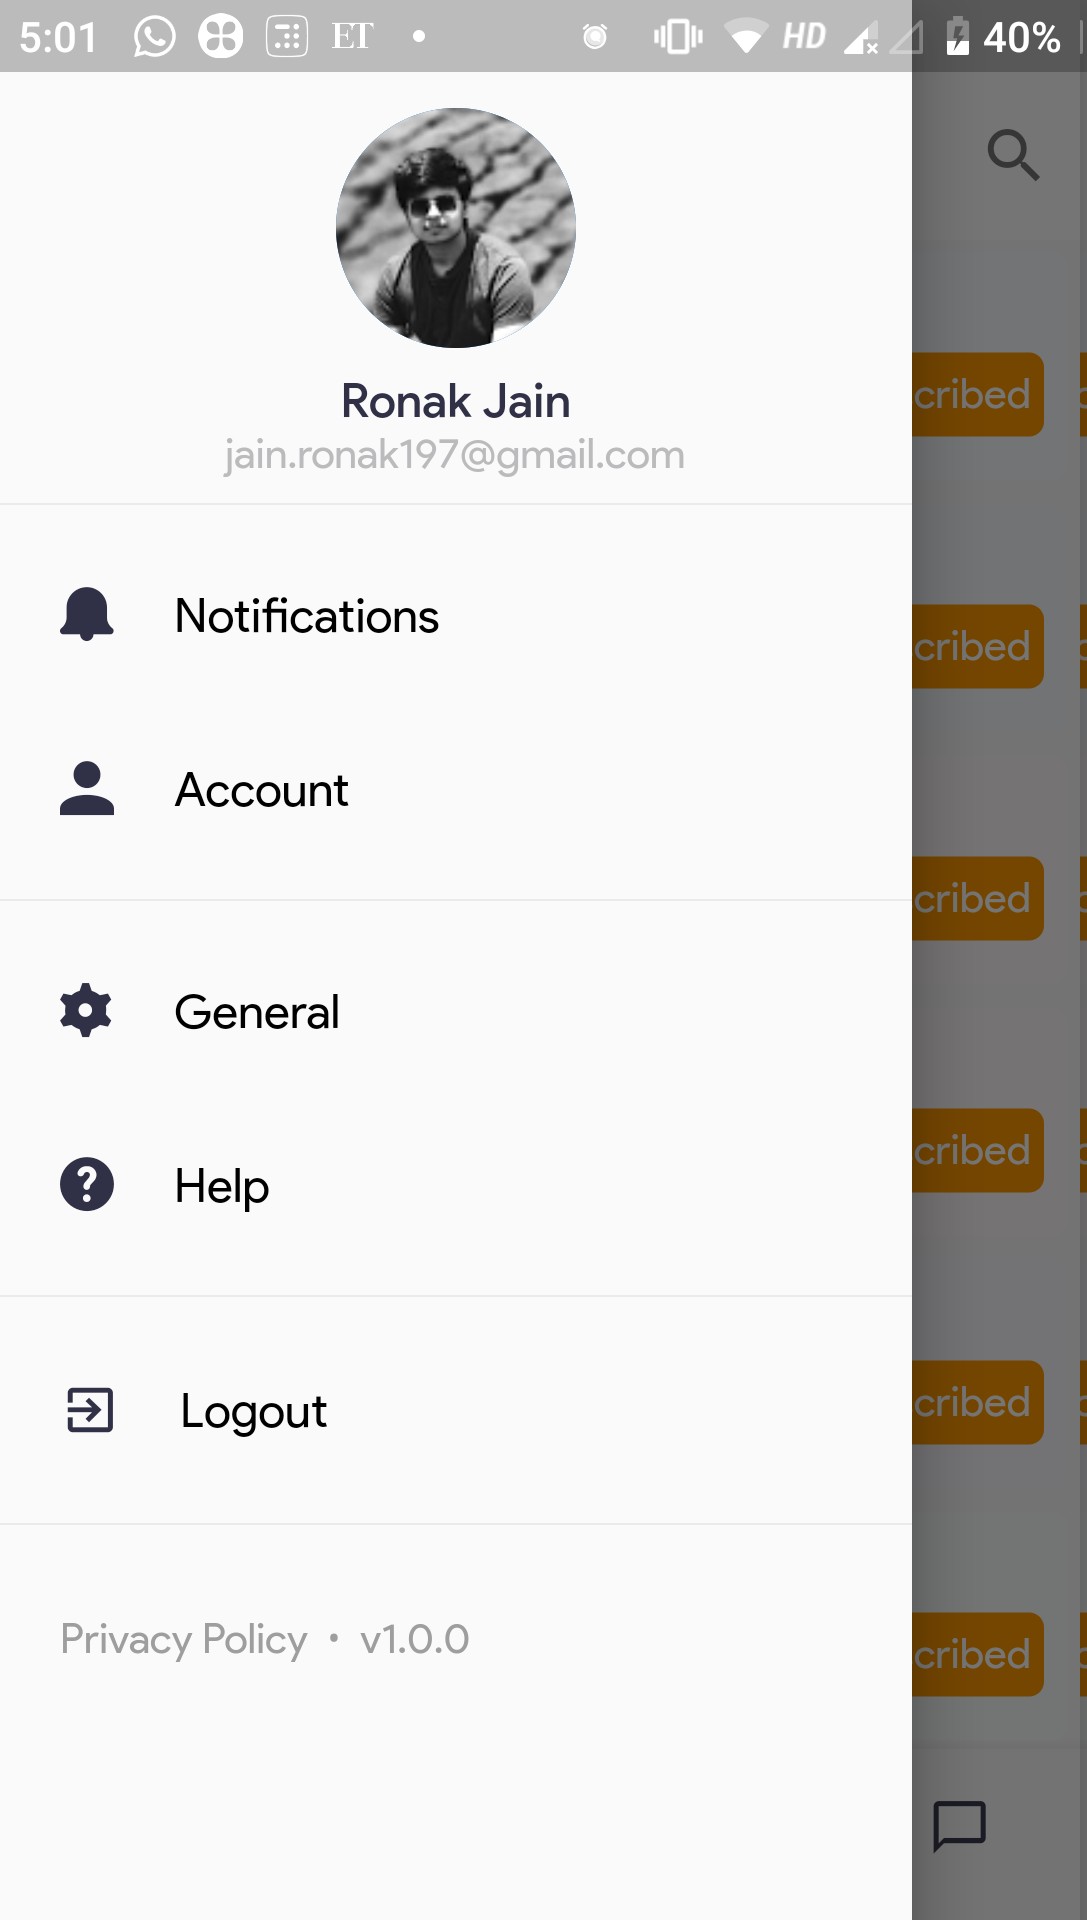 5:01 ET HD 40%
Ronak Jain
jain.ronak197@gmail.com
cribed
Notifications
cribed
Account
cribed
General
cribed
Help
cribed
Logout
Privacy Policy • v1.0.0
cribed